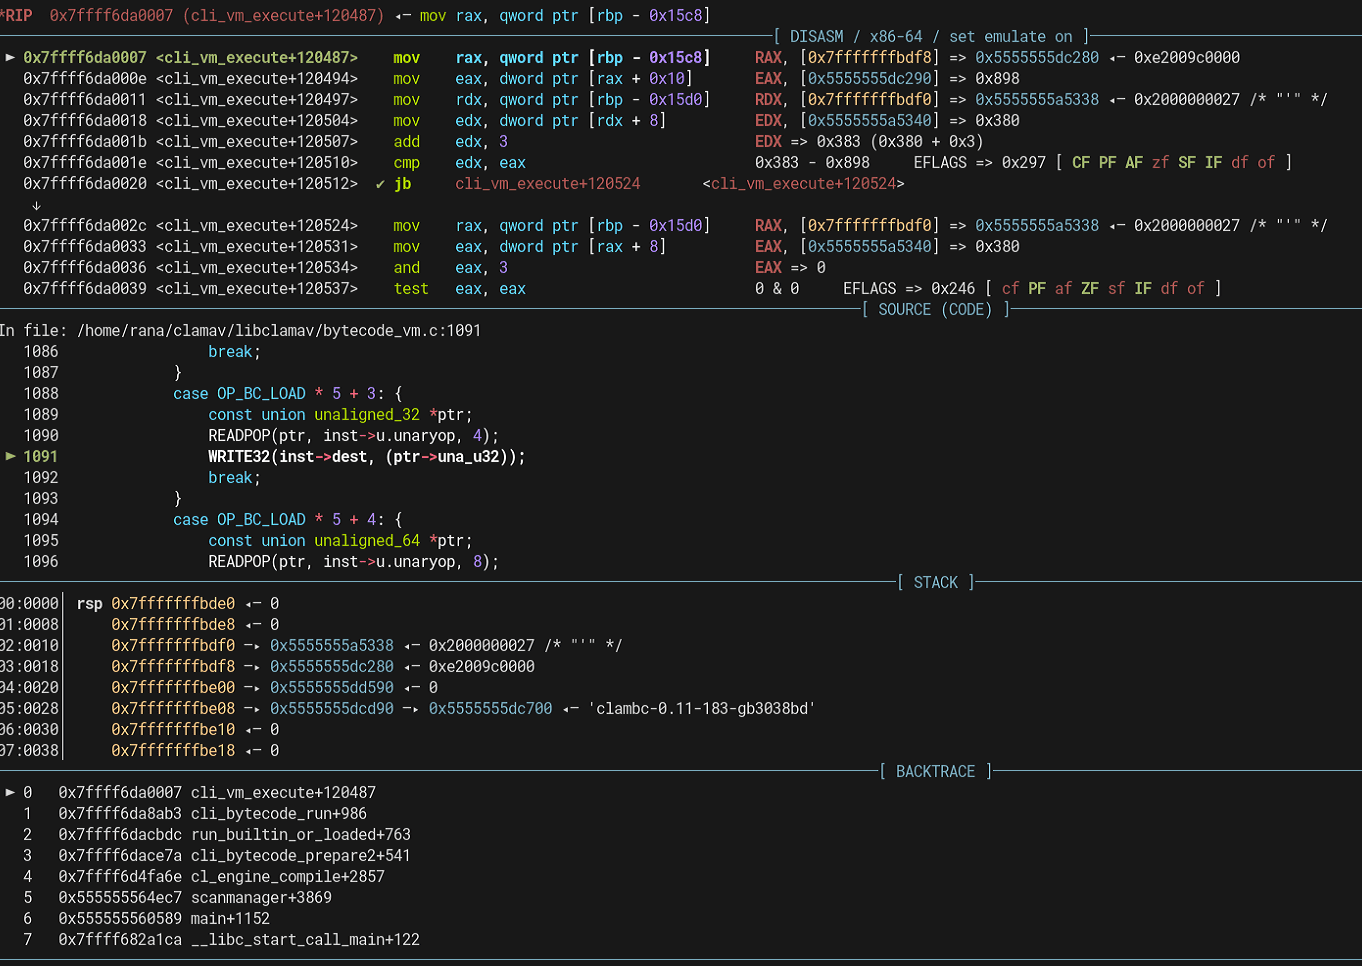 *RIP  0x7ffff6da0007 (cli_vm_execute+120487) ◂— mov rax, qword ptr [rbp - 0x15c8]
[ DISASM / x86-64 / set emulate on ]
► 0x7ffff6da0007 <cli_vm_execute+120487>    mov    rax, qword ptr [rbp - 0x15c8]     RAX, [0x7fffffffbdf8] => 0x5555555dc280 ◂— 0xe2009c0000
0x7ffff6da000e <cli_vm_execute+120494>    mov    eax, dword ptr [rax + 0x10]       EAX, [0x5555555dc290] => 0x898
0x7ffff6da0011 <cli_vm_execute+120497>    mov    rdx, qword ptr [rbp - 0x15d0]     RDX, [0x7fffffffbdf0] => 0x5555555a5338 ◂— 0x2000000027 /* "'" */
0x7ffff6da0018 <cli_vm_execute+120504>    mov    edx, dword ptr [rdx + 8]          EDX, [0x5555555a5340] => 0x380
0x7ffff6da001b <cli_vm_execute+120507>    add    edx, 3                            EDX => 0x383 (0x380 + 0x3)
0x7ffff6da001e <cli_vm_execute+120510>    cmp    edx, eax                          0x383 - 0x898     EFLAGS => 0x297 [ CF PF AF zf SF IF df of ]
0x7ffff6da0020 <cli_vm_execute+120512>  ✔ jb     cli_vm_execute+120524       <cli_vm_execute+120524>
↓
0x7ffff6da002c <cli_vm_execute+120524>    mov    rax, qword ptr [rbp - 0x15d0]     RAX, [0x7fffffffbdf0] => 0x5555555a5338 ◂— 0x2000000027 /* "'" */
0x7ffff6da0033 <cli_vm_execute+120531>    mov    eax, dword ptr [rax + 8]          EAX, [0x5555555a5340] => 0x380
0x7ffff6da0036 <cli_vm_execute+120534>    and    eax, 3                            EAX => 0
0x7ffff6da0039 <cli_vm_execute+120537>    test   eax, eax                          0 & 0     EFLAGS => 0x246 [ cf PF af ZF sf IF df of ]
[ SOURCE (CODE) ]
In file: /home/rana/clamav/libclamav/bytecode_vm.c:1091
1086                 break;
1087             }
1088             case OP_BC_LOAD * 5 + 3: {
1089                 const union unaligned_32 *ptr;
1090                 READPOP(ptr, inst->u.unaryop, 4);
► 1091                 WRITE32(inst->dest, (ptr->una_u32));
1092                 break;
1093             }
1094             case OP_BC_LOAD * 5 + 4: {
1095                 const union unaligned_64 *ptr;
1096                 READPOP(ptr, inst->u.unaryop, 8);
[ STACK ]
00:0000│ rsp 0x7fffffffbde0 ◂— 0
01:0008│     0x7fffffffbde8 ◂— 0
02:0010│     0x7fffffffbdf0 —▸ 0x5555555a5338 ◂— 0x2000000027 /* "'" */
03:0018│     0x7fffffffbdf8 —▸ 0x5555555dc280 ◂— 0xe2009c0000
04:0020│     0x7fffffffbe00 —▸ 0x5555555dd590 ◂— 0
05:0028│     0x7fffffffbe08 —▸ 0x5555555dcd90 —▸ 0x5555555dc700 ◂— 'clambc-0.11-183-gb3038bd'
06:0030│     0x7fffffffbe10 ◂— 0
07:0038│     0x7fffffffbe18 ◂— 0
[ BACKTRACE ]
► 0   0x7ffff6da0007 cli_vm_execute+120487
1   0x7ffff6da8ab3 cli_bytecode_run+986
2   0x7ffff6dacbdc run_builtin_or_loaded+763
3   0x7ffff6dace7a cli_bytecode_prepare2+541
4   0x7ffff6d4fa6e cl_engine_compile+2857
5   0x555555564ec7 scanmanager+3869
6   0x555555560589 main+1152
7   0x7ffff682a1ca __libc_start_call_main+122